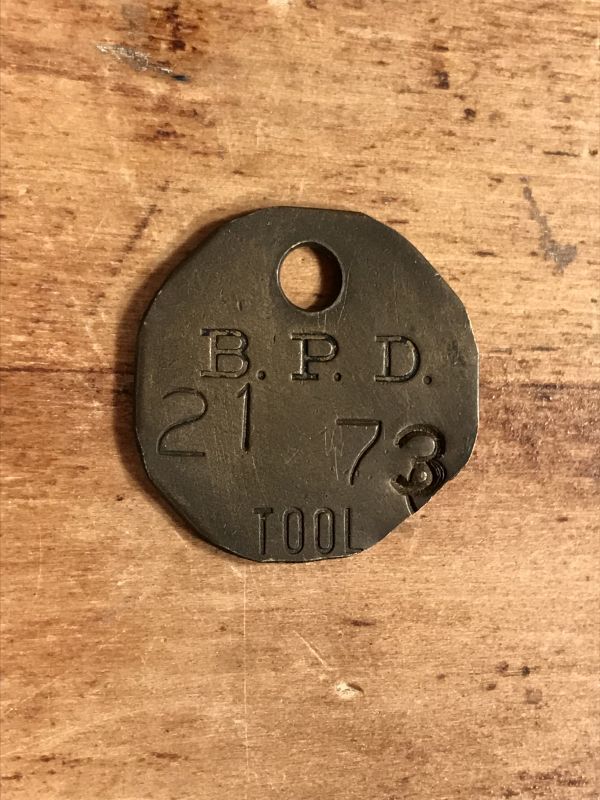 B. P. D.
21 73
TOOL